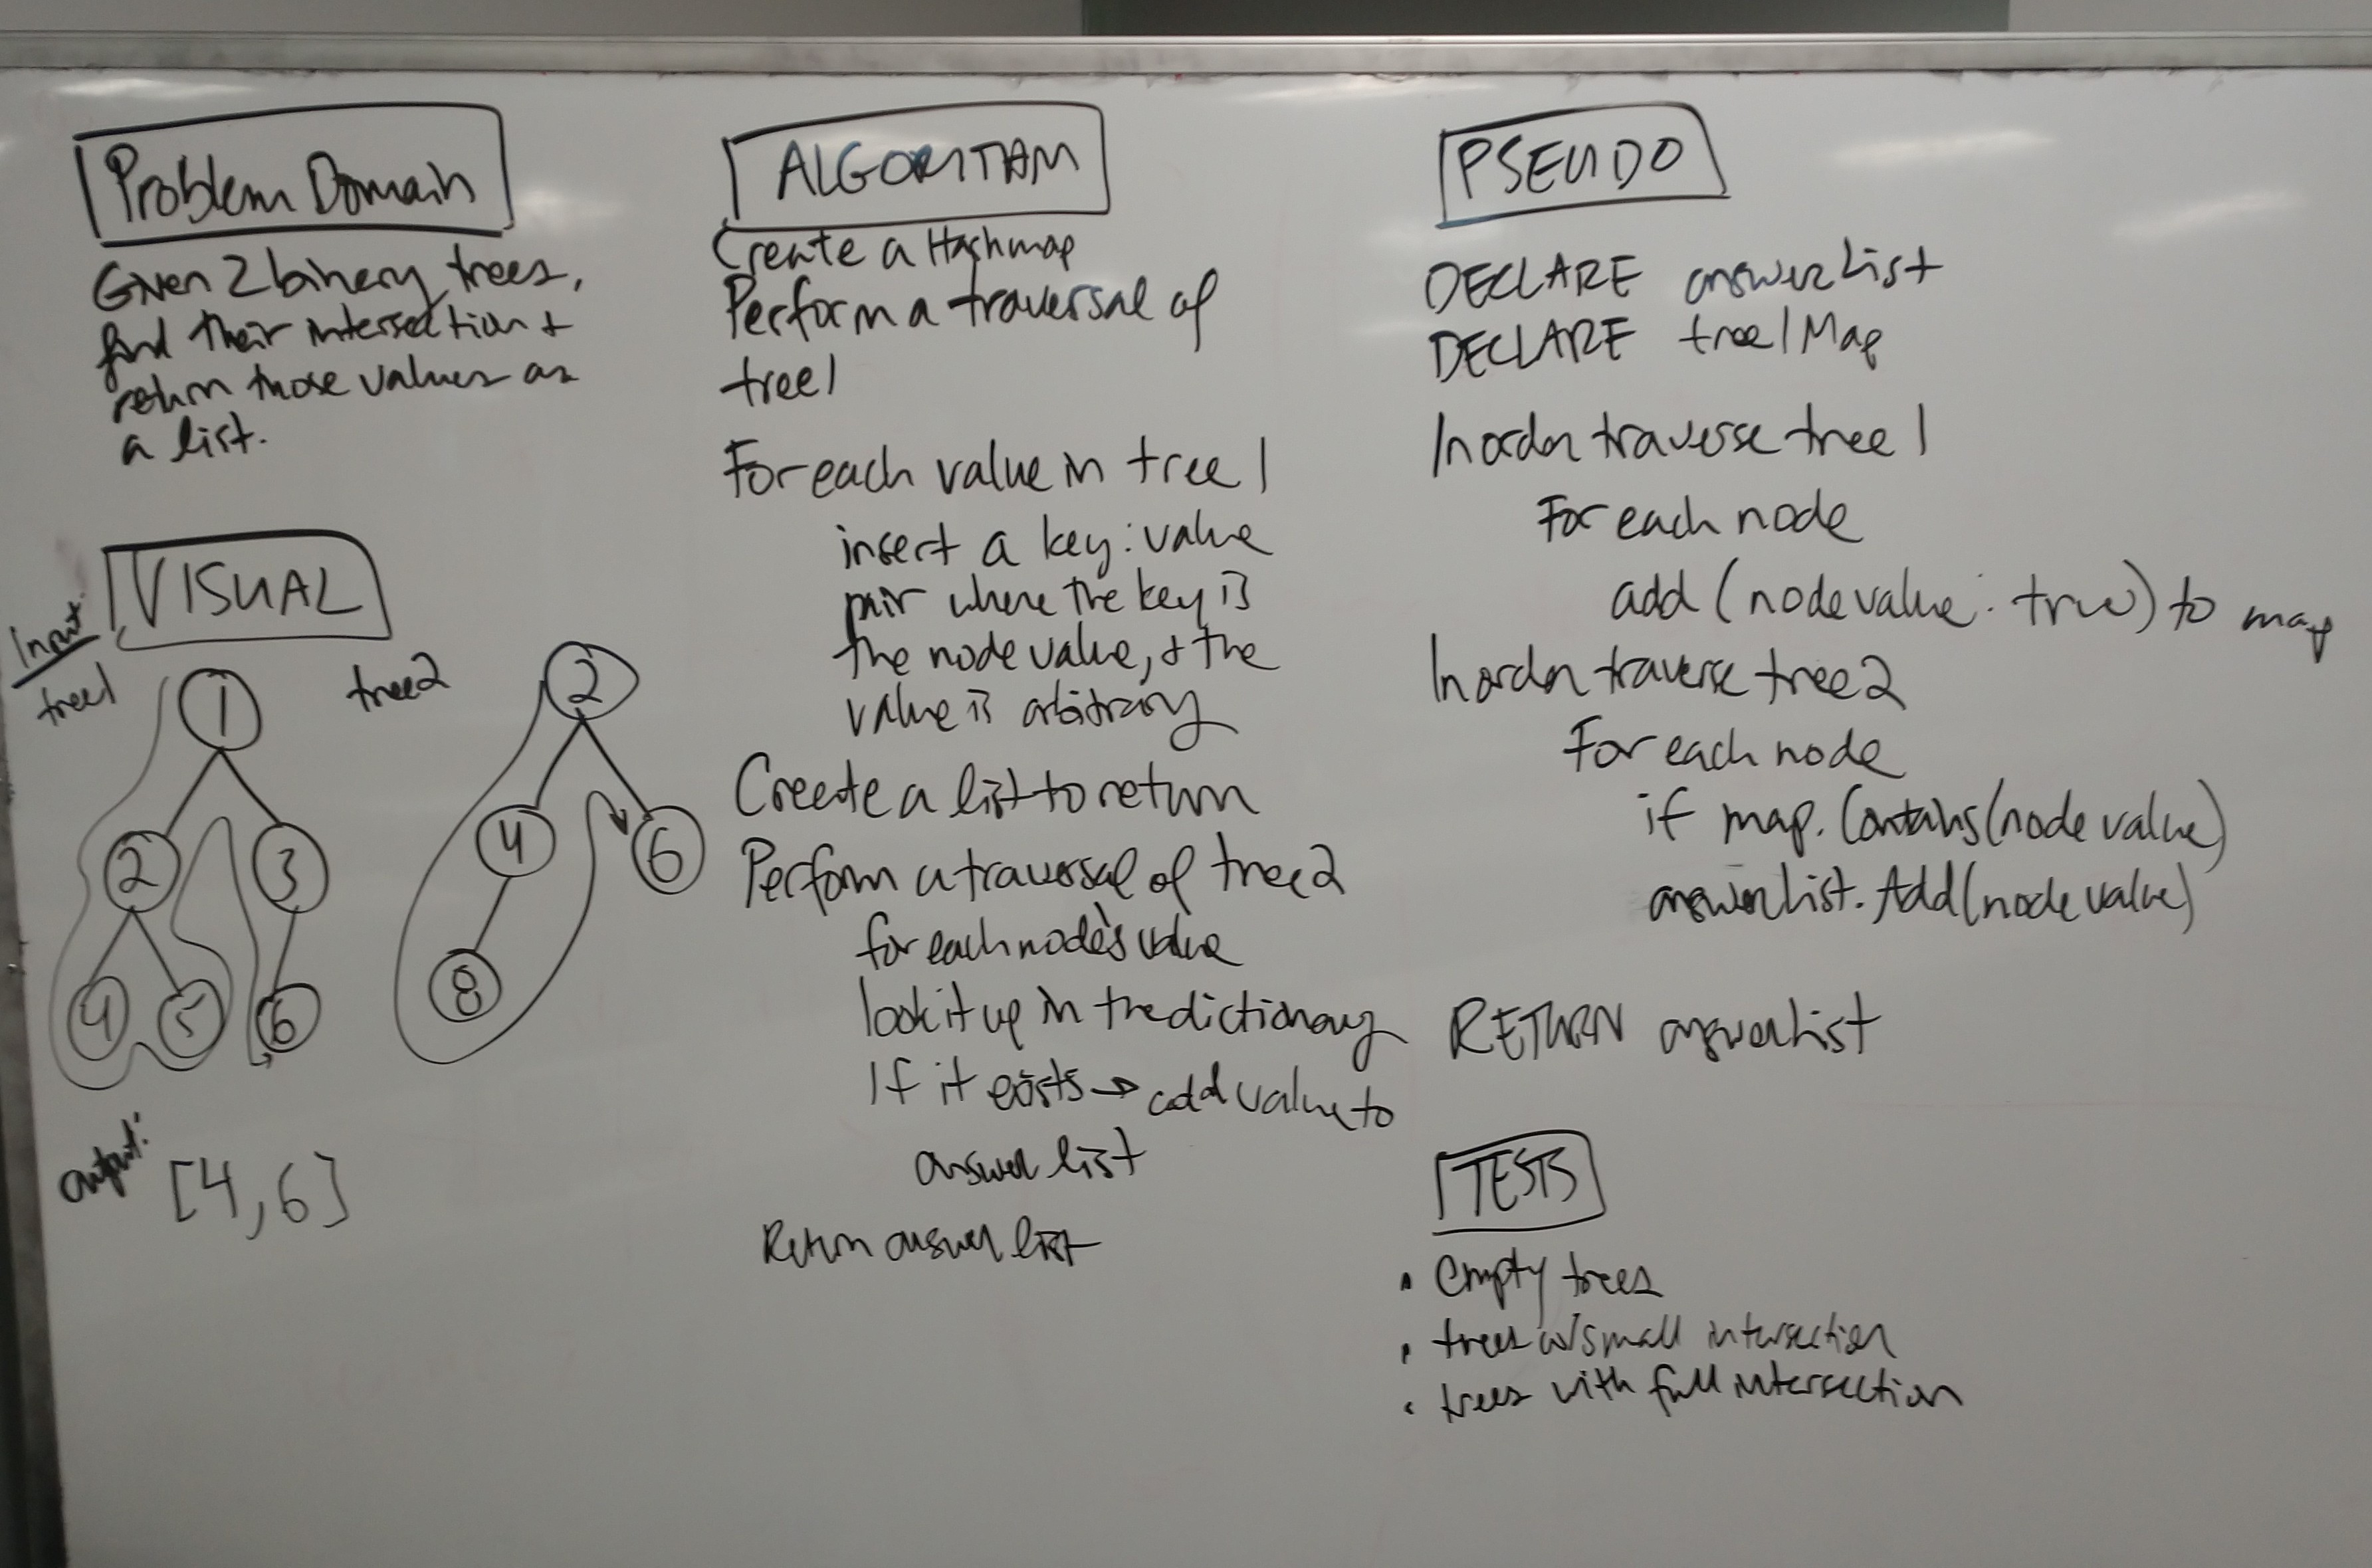 Problem Domain
Given 2 binary trees,
find their intersection +
return those values as
a list.
VISUAL
Input:
tree1
tree2
1
2
3
4
5
6
2
4
6
8
output:
[4,6]
ALGORITHM
Create a Hashmap
Perform a traversal of
tree1
For each value in tree 1
insert a key:value
pair where the key is
the node value, + the
value is arbitrary
Create a list to return
Perform a traversal of tree2
for each node's value
look it up in the dictionary
If it exists → add value to
answer list
Return answer list
PSEUDO
DECLARE answerList
DECLARE tree1Map
Inorder traverse tree 1
For each node
add (node value: true) to map
Inorder traverse tree2
For each node
if map.Contains(node value)
answerList.Add(node value)
RETURN answerList
TESTS
• empty trees
• trees w/small intersection
• trees with full intersection